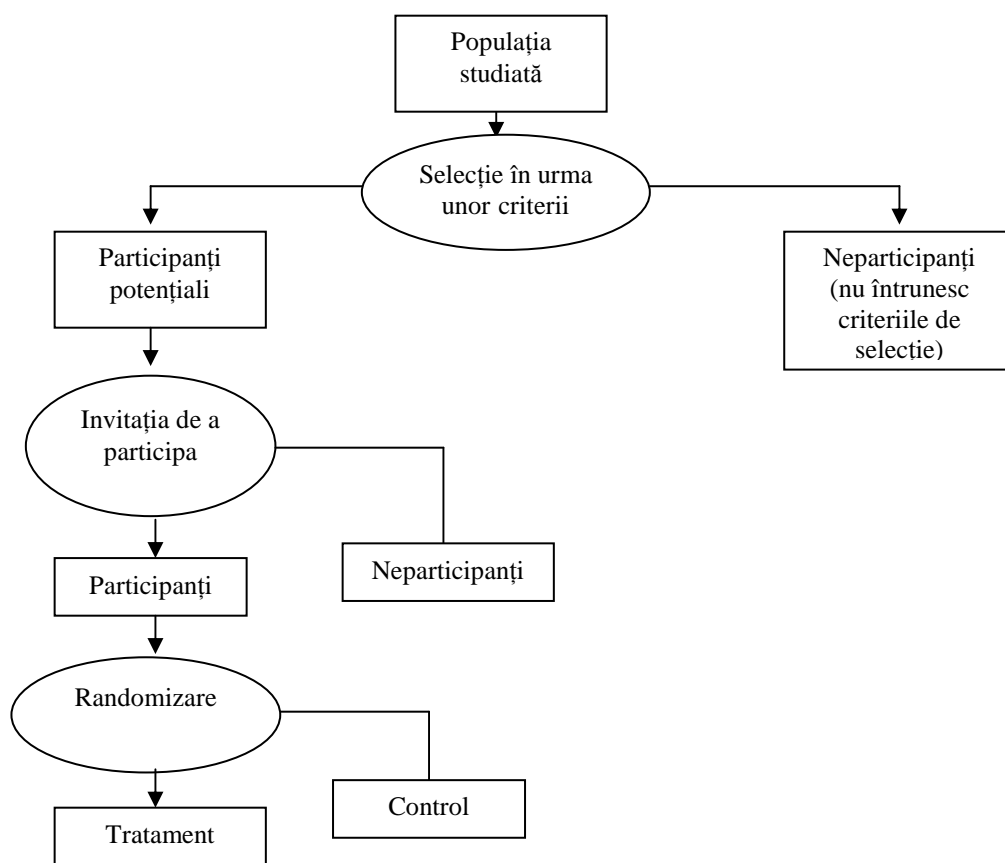 Populația
studiată
Selecție în urma
unor criterii
Participanți
potențiali
Neparticipanți
(nu întrunesc
criteriile de
selecție)
Invitația de a
participa
Participanți
Neparticipanți
Randomizare
Control
Tratament